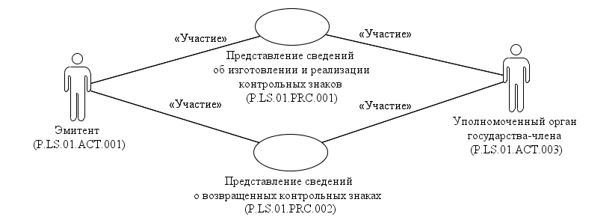 «Участие»
«Участие»
Представление сведений
об изготовлении и реализации
контрольных знаков
(P.LS.01.PRC.001)
«Участие»
«Участие»
Эмитент
(P.LS.01.ACT.001)
Уполномоченный орган
государства-члена
(P.LS.01.ACT.003)
Представление сведений
о возвращенных контрольных знаках
(P.LS.01.PRC.002)